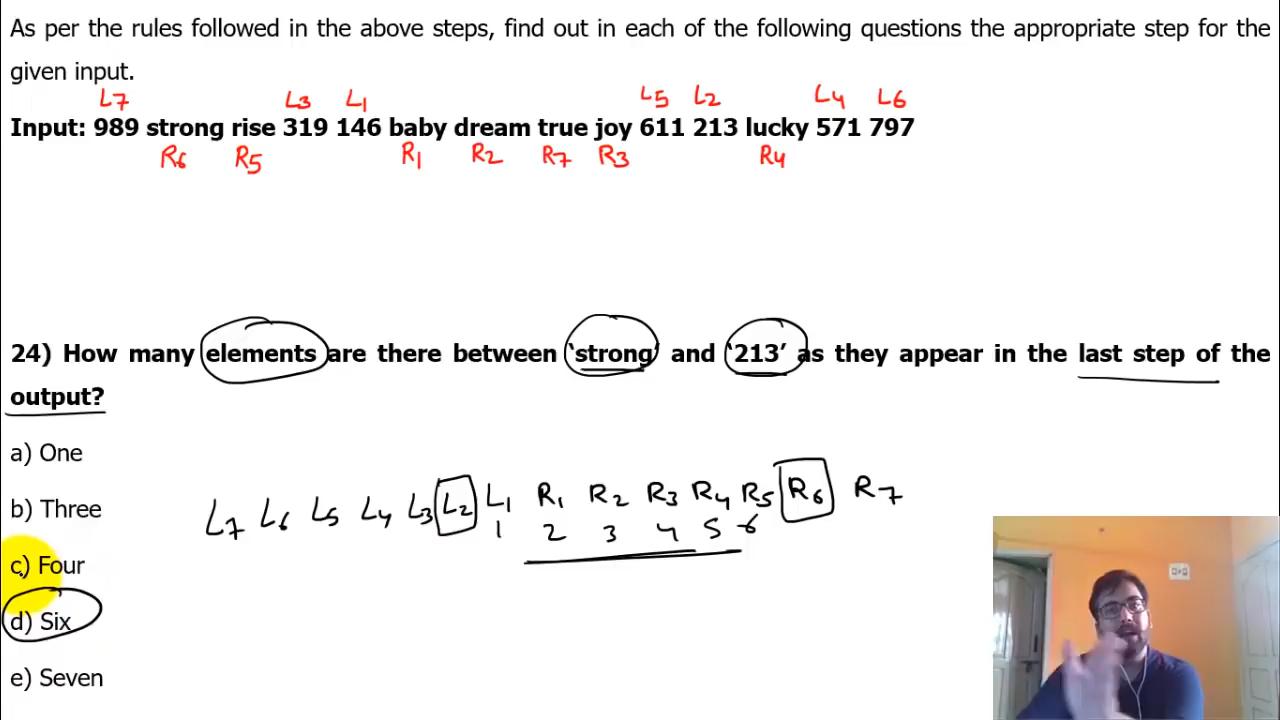 As per the rules followed in the above steps, find out in each of the following questions the appropriate step for the
given input.
L7 L3 L1 L5 L2 L4 L6
Input: 989 strong rise 319 146 baby dream true joy 611 213 lucky 571 797
R6 R5 R1 R2 R7 R3 R4
24) How many elements are there between ‘strong’ and ‘213’ as they appear in the last step of the
output?
a) One
b) Three
L7 L6 L5 L4 L3 L2 L1 R1 R2 R3 R4 R5 R6 R7
1 2 3 4 5 6
c) Four
d) Six
e) Seven